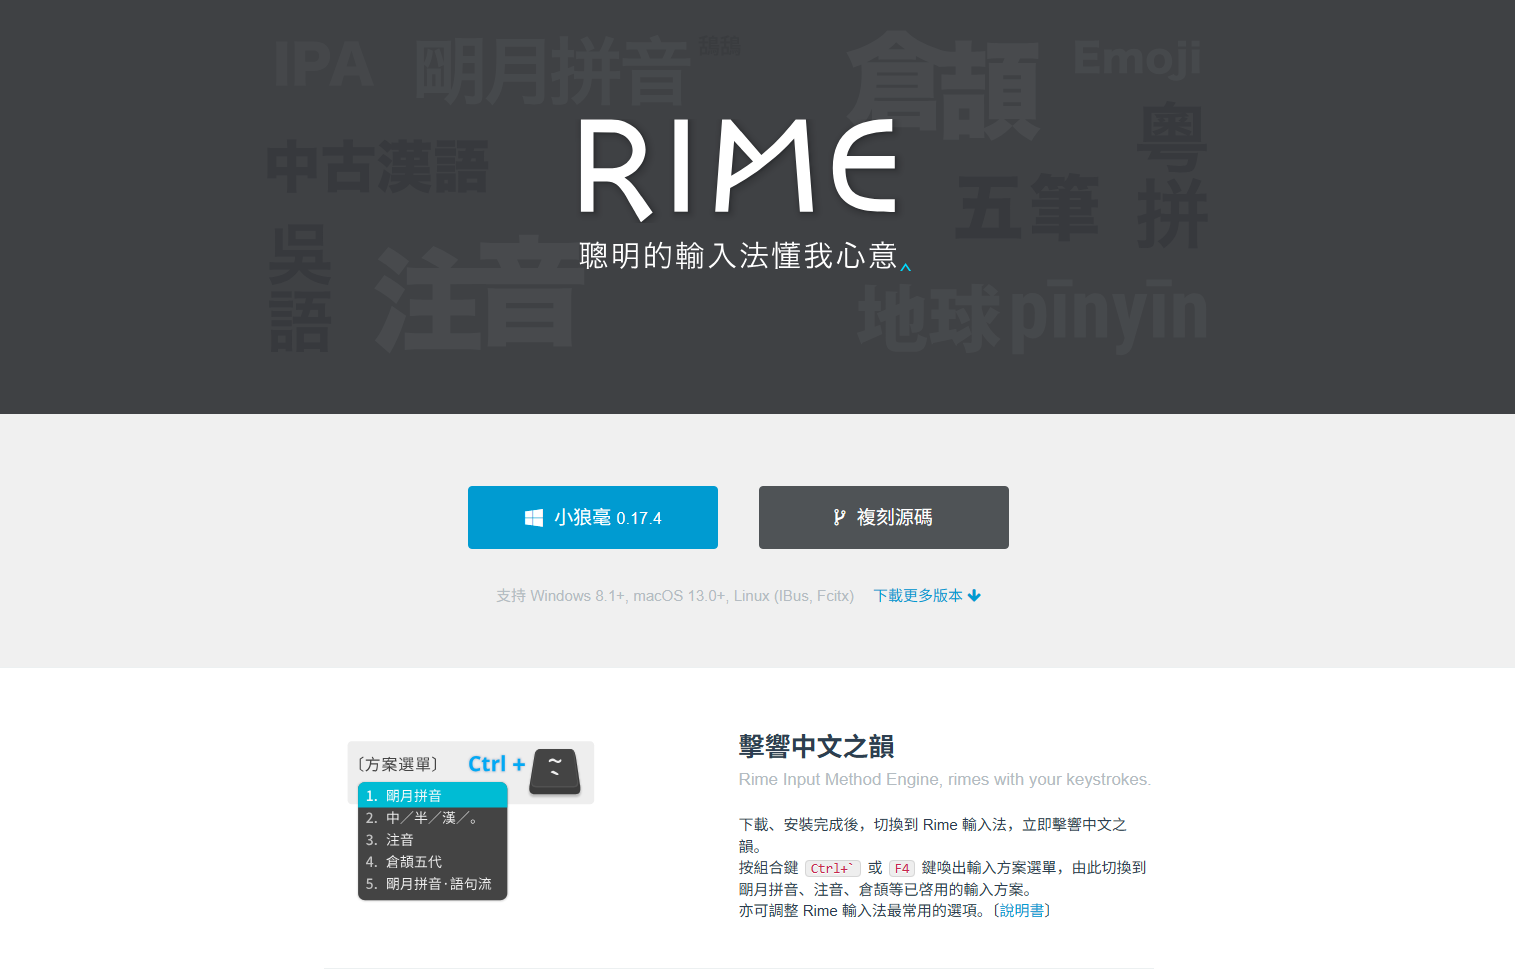 IPA
朙月拼音
鴰鴰
倉頡
Emoji
中古漢語
粵拼
五筆
吳語
注音
地球pīnyīn
RIME
聰明的輸入法懂我心意^
小狼毫 0.17.4
複刻源碼
支持 Windows 8.1+, macOS 13.0+, Linux (IBus, Fcitx)
下載更多版本
〔方案選單〕
Ctrl +
~
`
1. 朙月拼音
2. 中／半／漢／。
3. 注音
4. 倉頡五代
5. 朙月拼音·語句流
擊響中文之韻
Rime Input Method Engine, rimes with your keystrokes.
下載、安裝完成後，切換到 Rime 輸入法，立即擊響中文之
韻。
按組合鍵 Ctrl+` 或 F4 鍵喚出輸入方案選單，由此切換到
朙月拼音、注音、倉頡等已啓用的輸入方案。
亦可調整 Rime 輸入法最常用的選項。〔說明書〕